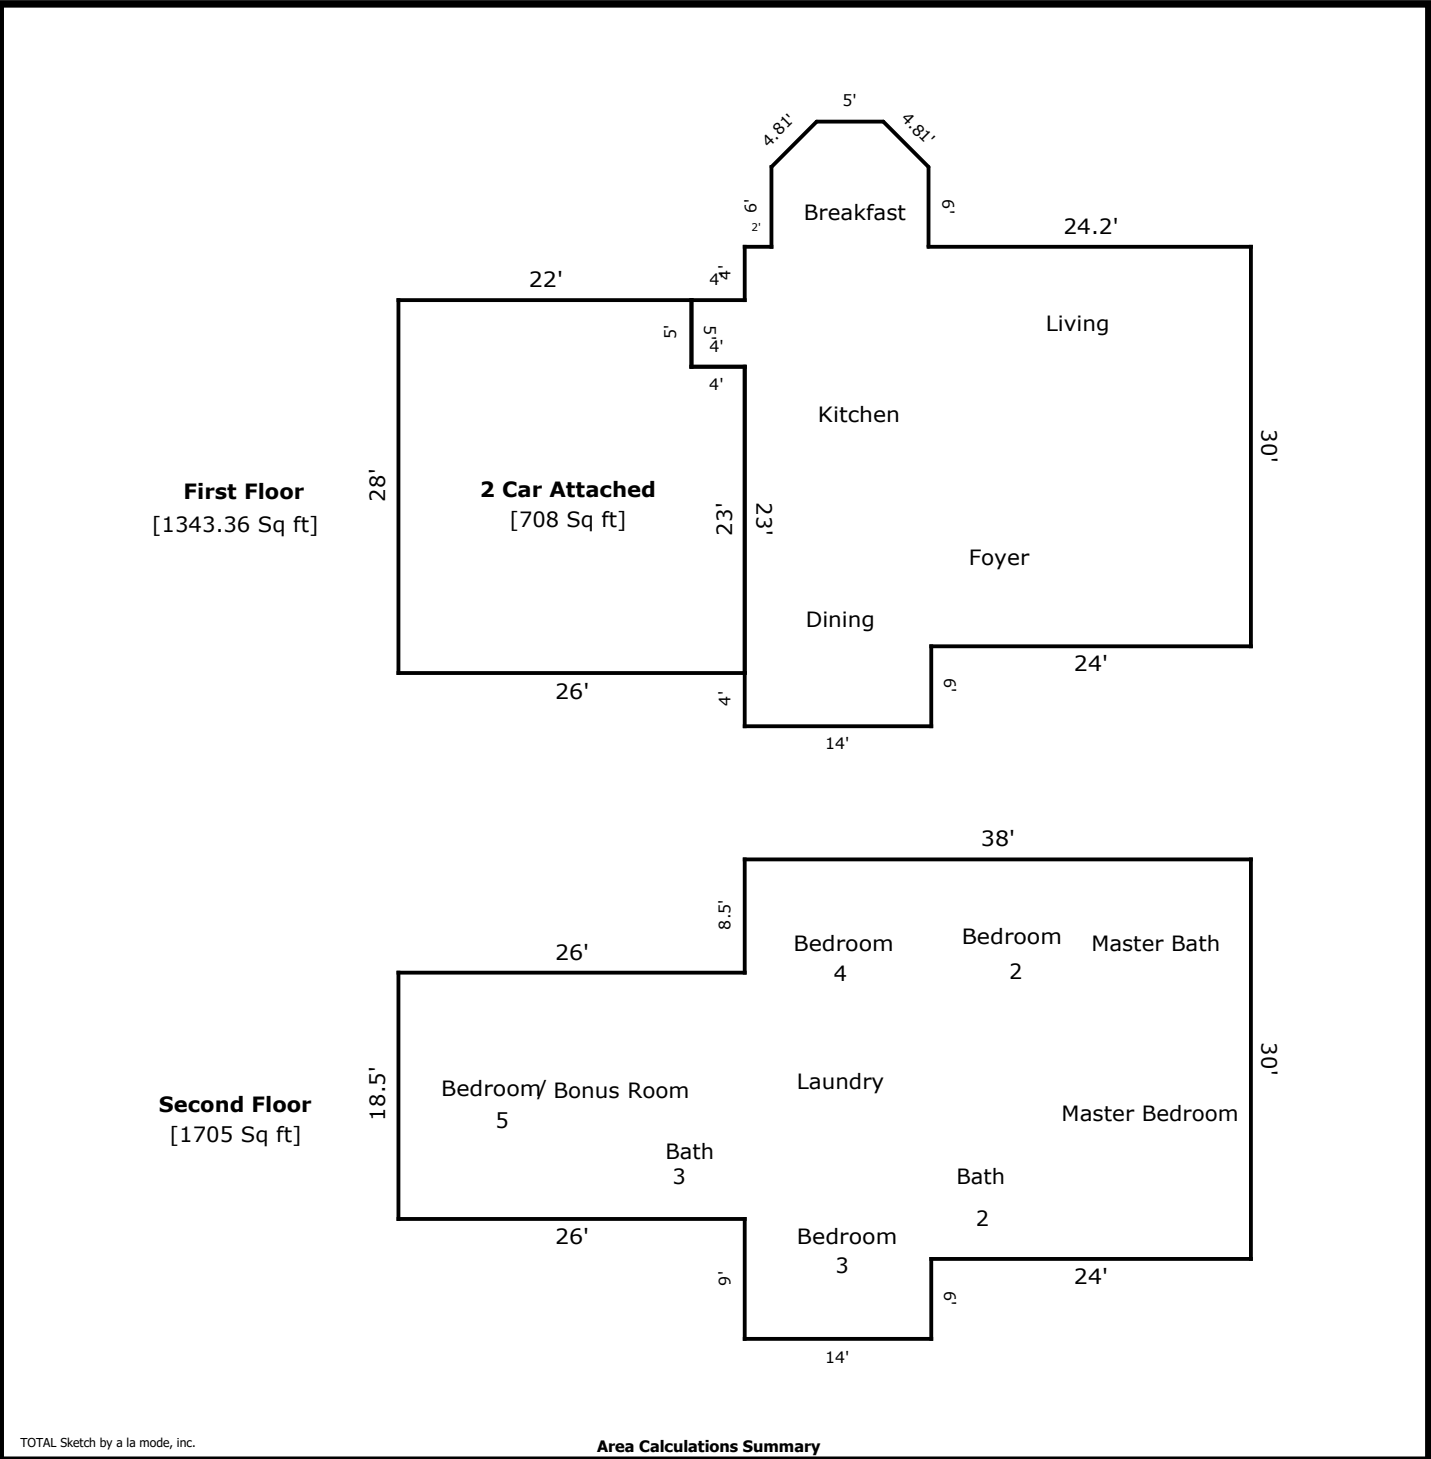 5'
4.81'
4.81'
6'
Breakfast
6'
2'
24.2'
22'
4'
4'
5'
5'
4'
4'
Living
Kitchen
28'
30'
First Floor
[1343.36 Sq ft]
2 Car Attached
[708 Sq ft]
23'
23'
Foyer
Dining
24'
26'
4'
6'
14'
38'
8.5'
26'
Bedroom
4
Bedroom
2
Master Bath
18.5'
Bedroom/ Bonus Room
5
Laundry
30'
Second Floor
[1705 Sq ft]
Master Bedroom
Bath
3
Bath
2
26'
Bedroom
3
9'
24'
6'
14'
TOTAL Sketch by a la mode, inc.
Area Calculations Summary